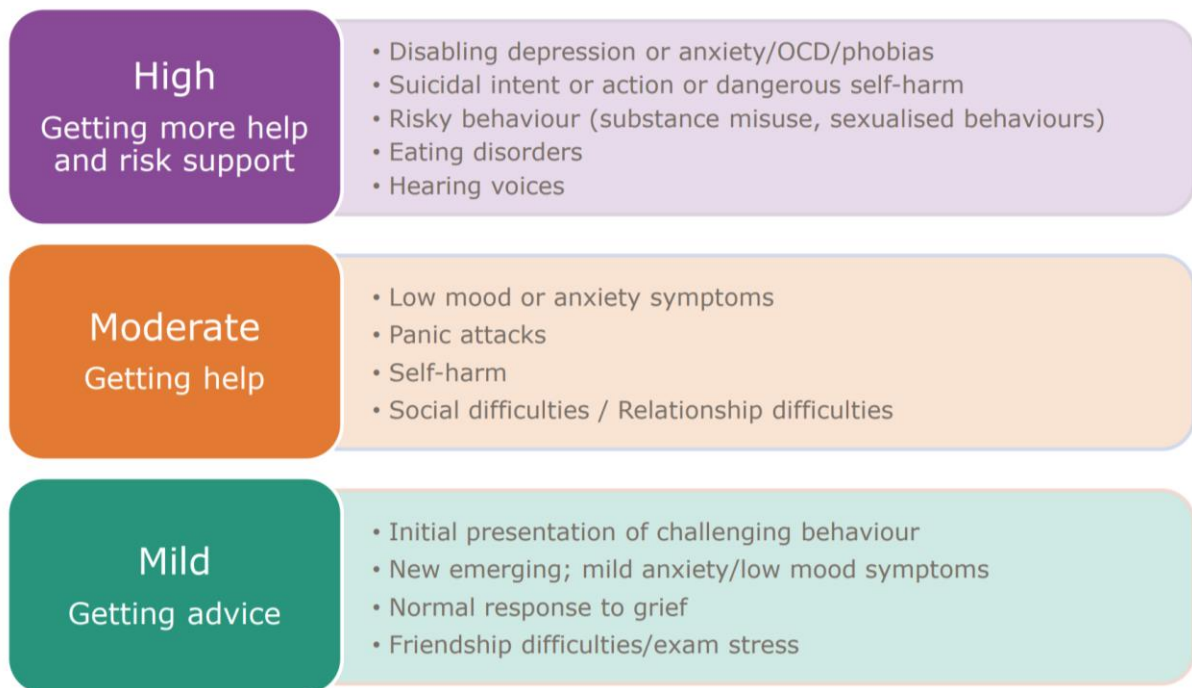 High
Getting more help
and risk support
• Disabling depression or anxiety/OCD/phobias
• Suicidal intent or action or dangerous self-harm
• Risky behaviour (substance misuse, sexualised behaviours)
• Eating disorders
• Hearing voices
Moderate
Getting help
• Low mood or anxiety symptoms
• Panic attacks
• Self-harm
• Social difficulties / Relationship difficulties
Mild
Getting advice
• Initial presentation of challenging behaviour
• New emerging; mild anxiety/low mood symptoms
• Normal response to grief
• Friendship difficulties/exam stress